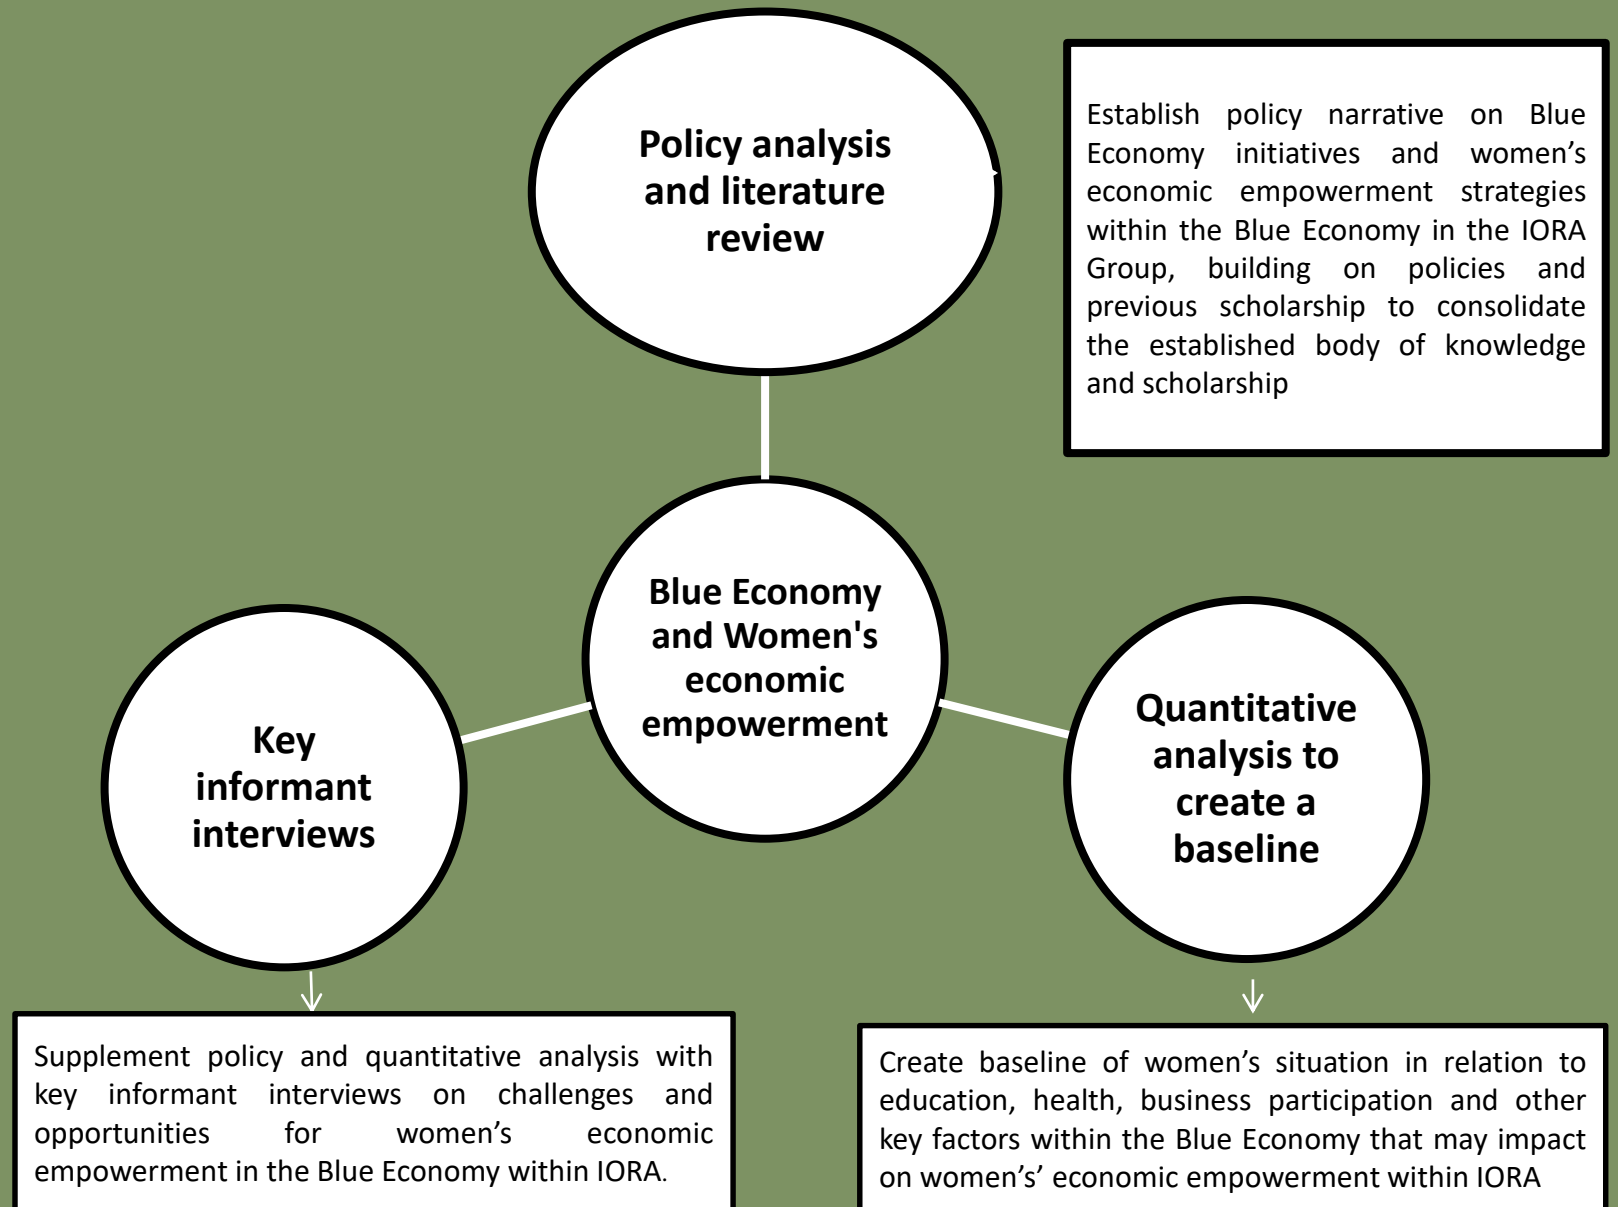 Policy analysis
and literature
review
Establish policy narrative on Blue
Economy initiatives and women’s
economic empowerment strategies
within the Blue Economy in the IORA
Group, building on policies and
previous scholarship to consolidate
the established body of knowledge
and scholarship
Blue Economy
and Women's
economic
empowerment
Key
informant
interviews
Quantitative
analysis to
create a
baseline
Supplement policy and quantitative analysis with
key informant interviews on challenges and
opportunities for women’s economic
empowerment in the Blue Economy within IORA.
Create baseline of women’s situation in relation to
education, health, business participation and other
key factors within the Blue Economy that may impact
on women’s’ economic empowerment within IORA